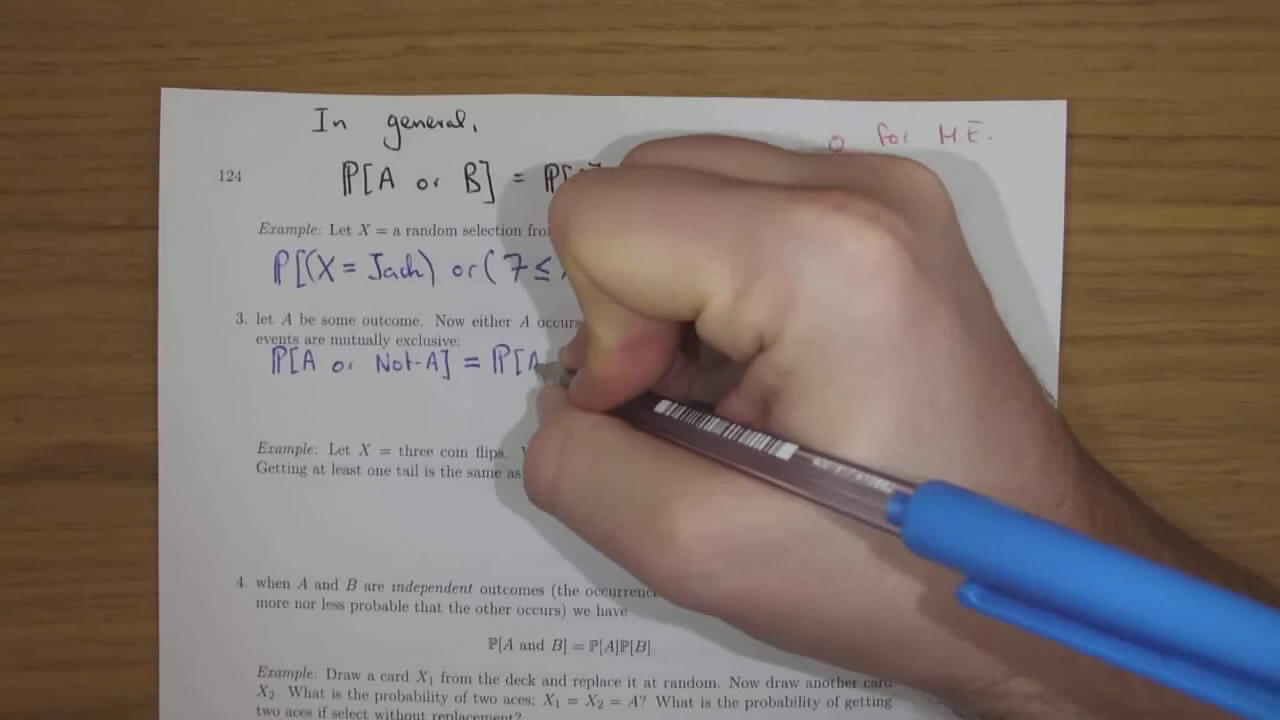 In general,
o for M.E.
124
P[A or B] = P[
Example: Let X = a random selection
P[(X = Jack) or (7 ≤
3. let A be some outcome. Now either A occurs
events are mutually exclusive:
P[A or Not-A] = P[A
Example: Let X = three coin flips.
Getting at least one tail is the same as
4. when A and B are independent outcomes (the
more nor less probable that the other occurs) we have
P[A and B] = P[A]P[B].
Example: Draw a card X₁ from the deck and replace it at random. Now draw another card
X₂. What is the probability of two aces; X₁ = X₂ = A? What is the probability of getting
two aces if select without replacement?